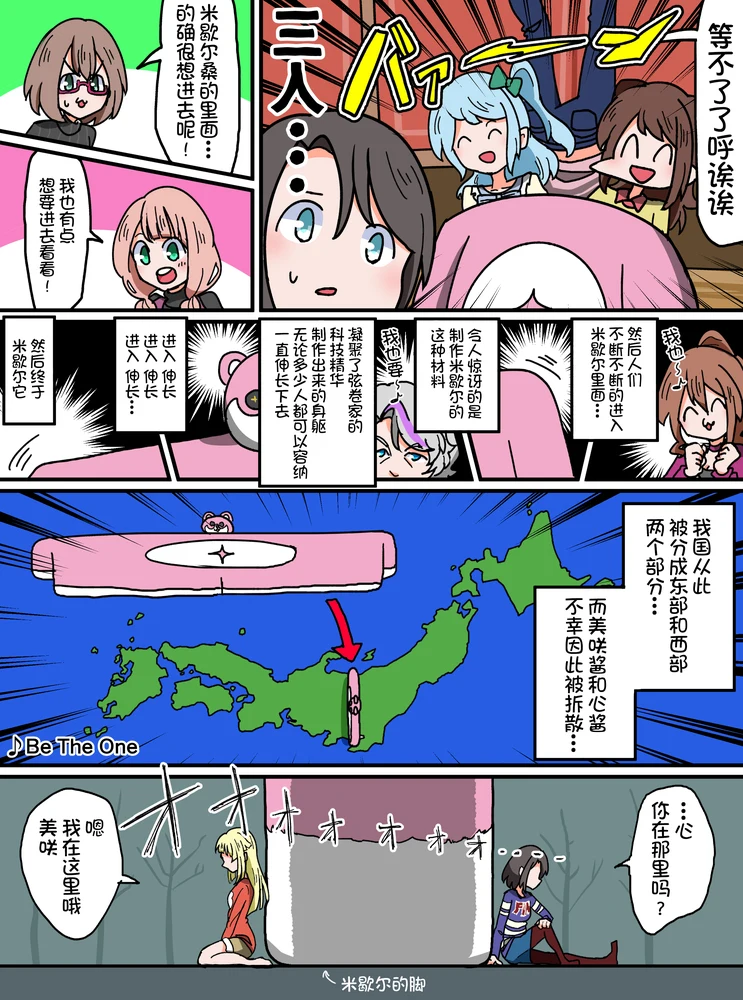 等不了了呼诶诶
バァーーン
三人・・・
米歇尔桑的里面…
的确很想进去呢！
我也有点
想要进去看看！
我也~♪
然后人们
不断不断的进入
米歇尔里面…
令人惊讶的是
制作米歇尔的
这种材料
我也要~♪
凝聚了弦卷家的
科技精华
制作出来的身躯
无论多少人都可以容纳
一直伸长下去
进入 伸长
进入 伸长
进入 伸长
然后终于
米歇尔它
我国从此
被分成东部和西部
两个部分…
而美咲酱和心酱
不幸因此被拆散…
♪Be The One
…心
你在那里吗？
オオオオオオ
嗯
我在这里哦
美咲
米歇尔的脚